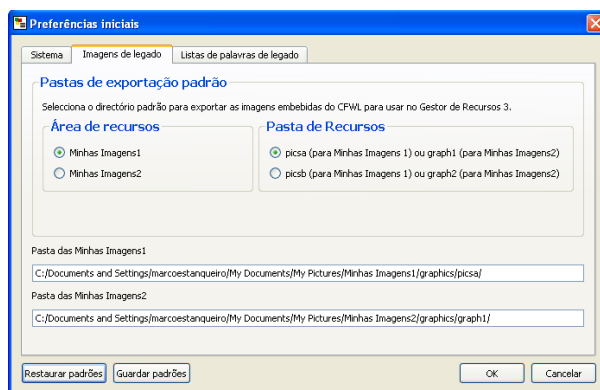 Preferências iniciais
Sistema
Imagens de legado
Listas de palavras de legado
Pastas de exportação padrão
Selecciona o directório padrão para exportar as imagens embebidas do CFWL para usar no Gestor de Recursos 3.
Área de recursos
Pasta de Recursos
Minhas Imagens1
picsa (para Minhas Imagens 1) ou graph1 (para Minhas Imagens2)
Minhas Imagens2
picsb (para Minhas Imagens 1) ou graph2 (para Minhas Imagens2)
Pasta das Minhas Imagens1
C:/Documents and Settings/marcoestanqueiro/My Documents/My Pictures/Minhas Imagens1/graphics/picsa/
Pasta das Minhas Imagens2
C:/Documents and Settings/marcoestanqueiro/My Documents/My Pictures/Minhas Imagens2/graphics/graph1/
Restaurar padrões
Guardar padrões
OK
Cancelar